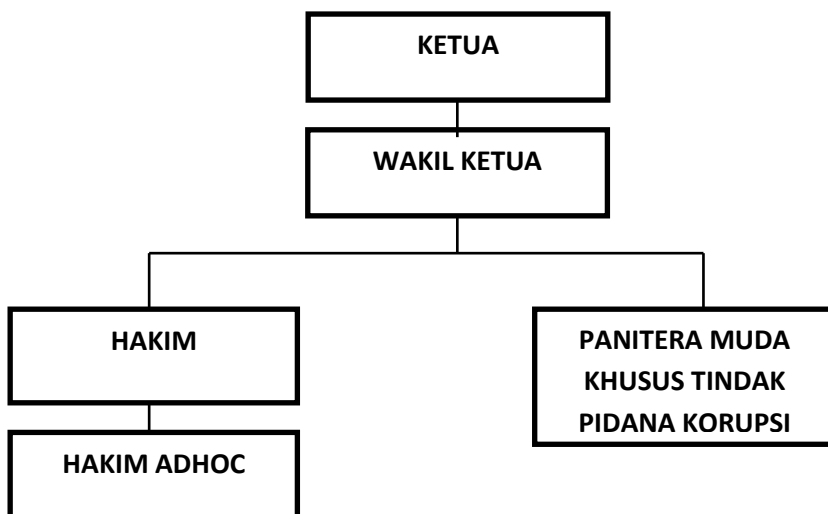 KETUA
WAKIL KETUA
HAKIM
PANITERA MUDA
KHUSUS TINDAK
PIDANA KORUPSI
HAKIM ADHOC